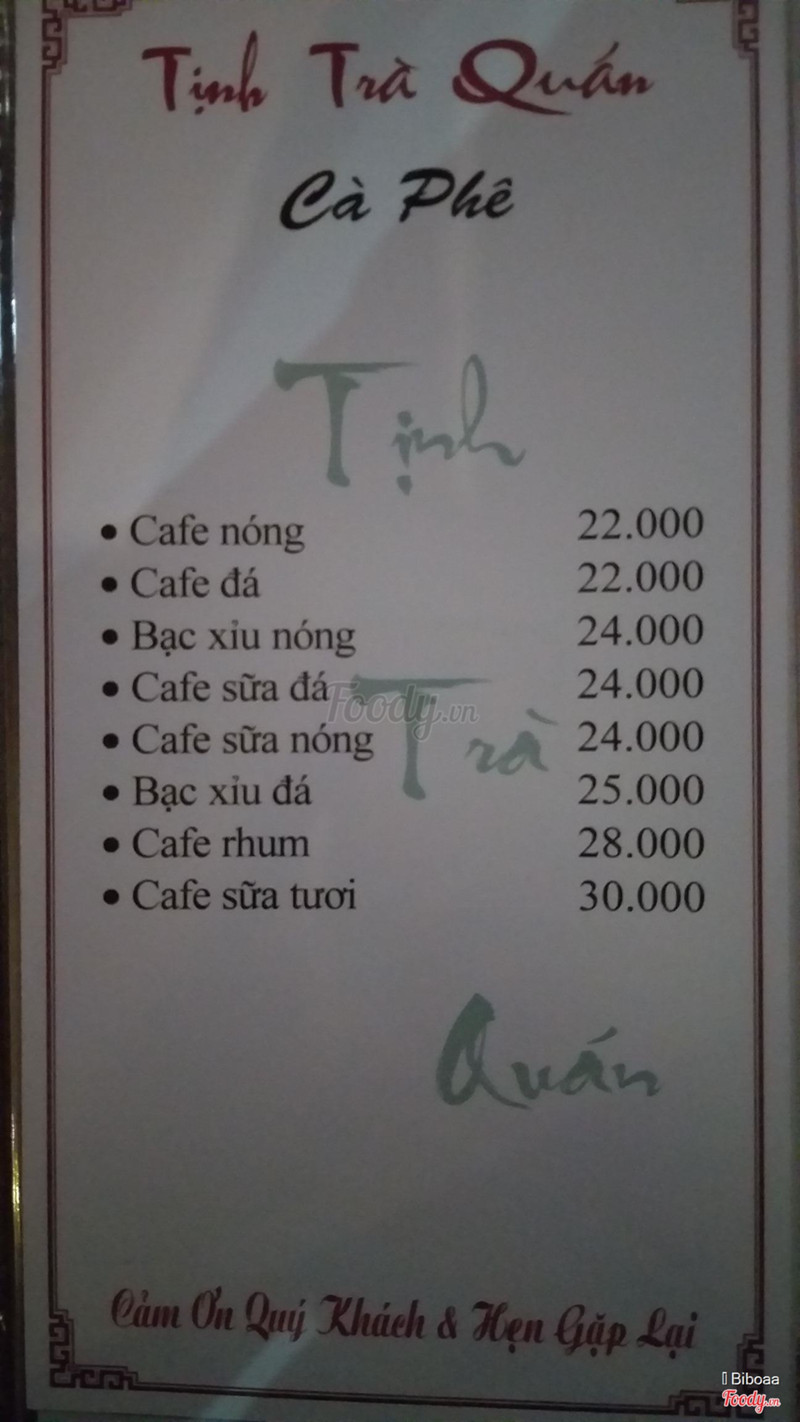 Tịnh Trà Quán
Cà Phê
Tịnh
• Cafe nóng 22.000
• Cafe đá 22.000
• Bạc xỉu nóng 24.000
• Cafe sữa đá 24.000
Foody.vn
• Cafe sữa nóng 24.000
Trà
• Bạc xỉu đá 25.000
• Cafe rhum 28.000
• Cafe sữa tươi 30.000
Quán
Cảm Ơn Quý Khách & Hẹn Gặp Lại
Biboaa
Foody.vn